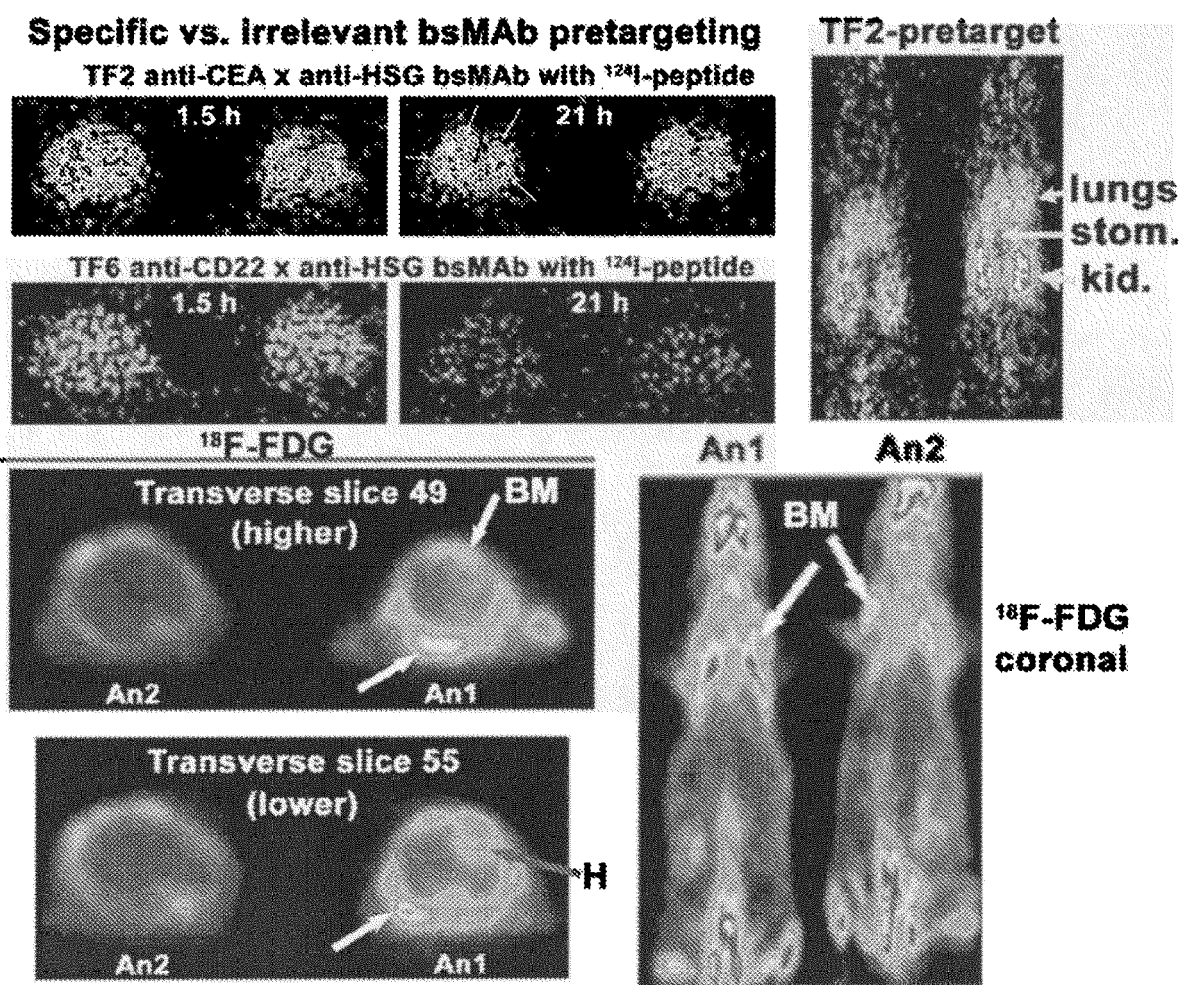 Specific vs. irrelevant bsMAb pretargeting
TF2 anti-CEA x anti-HSG bsMAb with ¹²⁴I-peptide
1.5 h
21 h
TF6 anti-CD22 x anti-HSG bsMAb with ¹²⁴I-peptide
1.5 h
21 h
TF2-pretarget
lungs
stom.
kid.
An1
An2
¹⁸F-FDG
Transverse slice 49
(higher)
BM
An2
An1
Transverse slice 55
(lower)
H
An2
An1
BM
¹⁸F-FDG
coronal